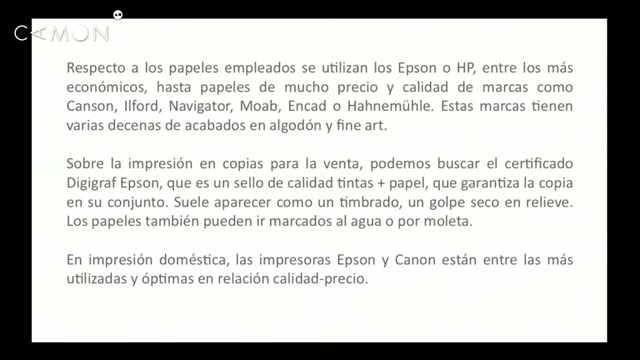 CAMON
Respecto a los papeles empleados se utilizan los Epson o HP, entre los más
económicos, hasta papeles de mucho precio y calidad de marcas como
Canson, Ilford, Navigator, Moab, Encad o Hahnemühle. Estas marcas tienen
varias decenas de acabados en algodón y fine art.
Sobre la impresión en copias para la venta, podemos buscar el certificado
Digigraf Epson, que es un sello de calidad tintas + papel, que garantiza la copia
en su conjunto. Suele aparecer como un timbrado, un golpe seco en relieve.
Los papeles también pueden ir marcados al agua o por moleta.
En impresión doméstica, las impresoras Epson y Canon están entre las más
utilizadas y óptimas en relación calidad-precio.